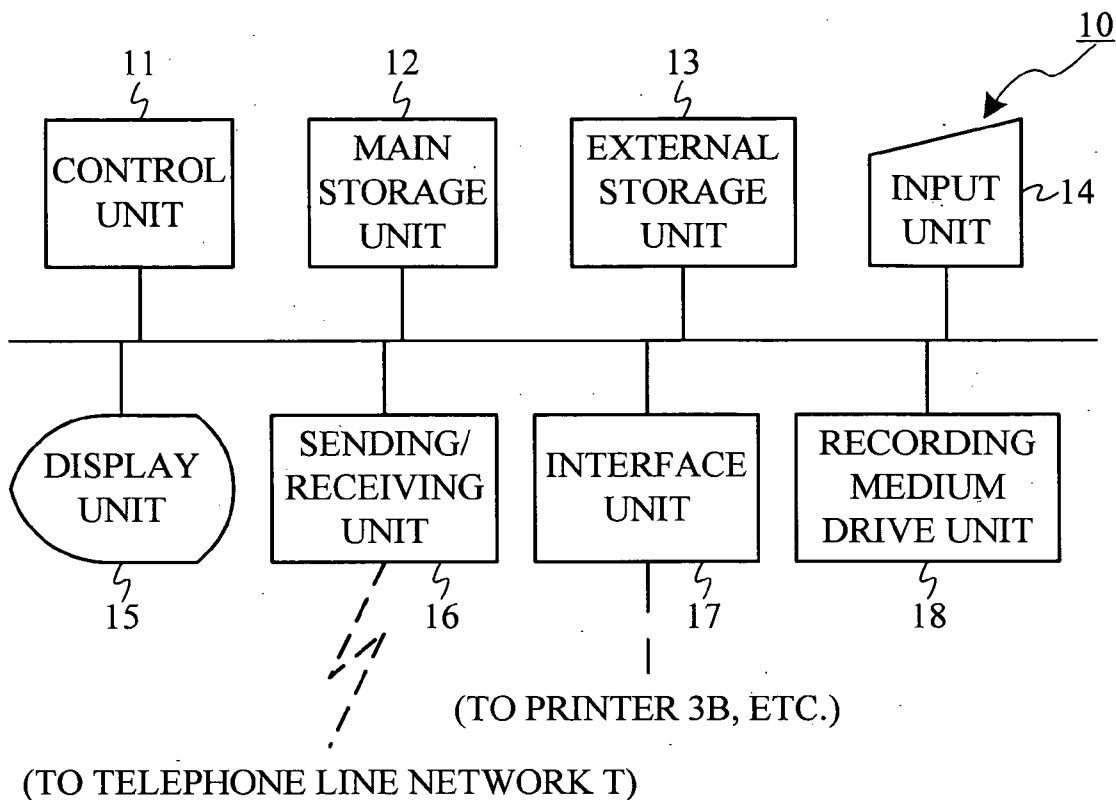 10
11
12
13
CONTROL
UNIT
MAIN
STORAGE
UNIT
EXTERNAL
STORAGE
UNIT
INPUT
UNIT
14
DISPLAY
UNIT
SENDING/
RECEIVING
UNIT
INTERFACE
UNIT
RECORDING
MEDIUM
DRIVE UNIT
15
16
17
18
(TO PRINTER 3B, ETC.)
(TO TELEPHONE LINE NETWORK T)